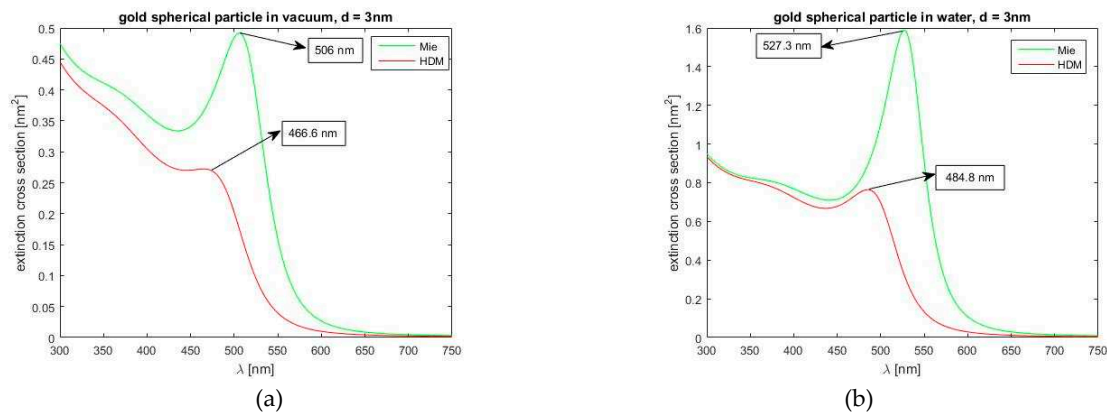 gold spherical particle in vacuum, d = 3nm
0.5
0.45
0.4
0.35
0.3
0.25
0.2
0.15
0.1
0.05
0
extinction cross section [nm²]
506 nm
466.6 nm
Mie
HDM
300 350 400 450 500 550 600 650 700 750
λ [nm]
(a)
gold spherical particle in water, d = 3nm
1.6
1.4
1.2
1
0.8
0.6
0.4
0.2
0
extinction cross section [nm²]
527.3 nm
484.8 nm
Mie
HDM
300 350 400 450 500 550 600 650 700 750
λ [nm]
(b)